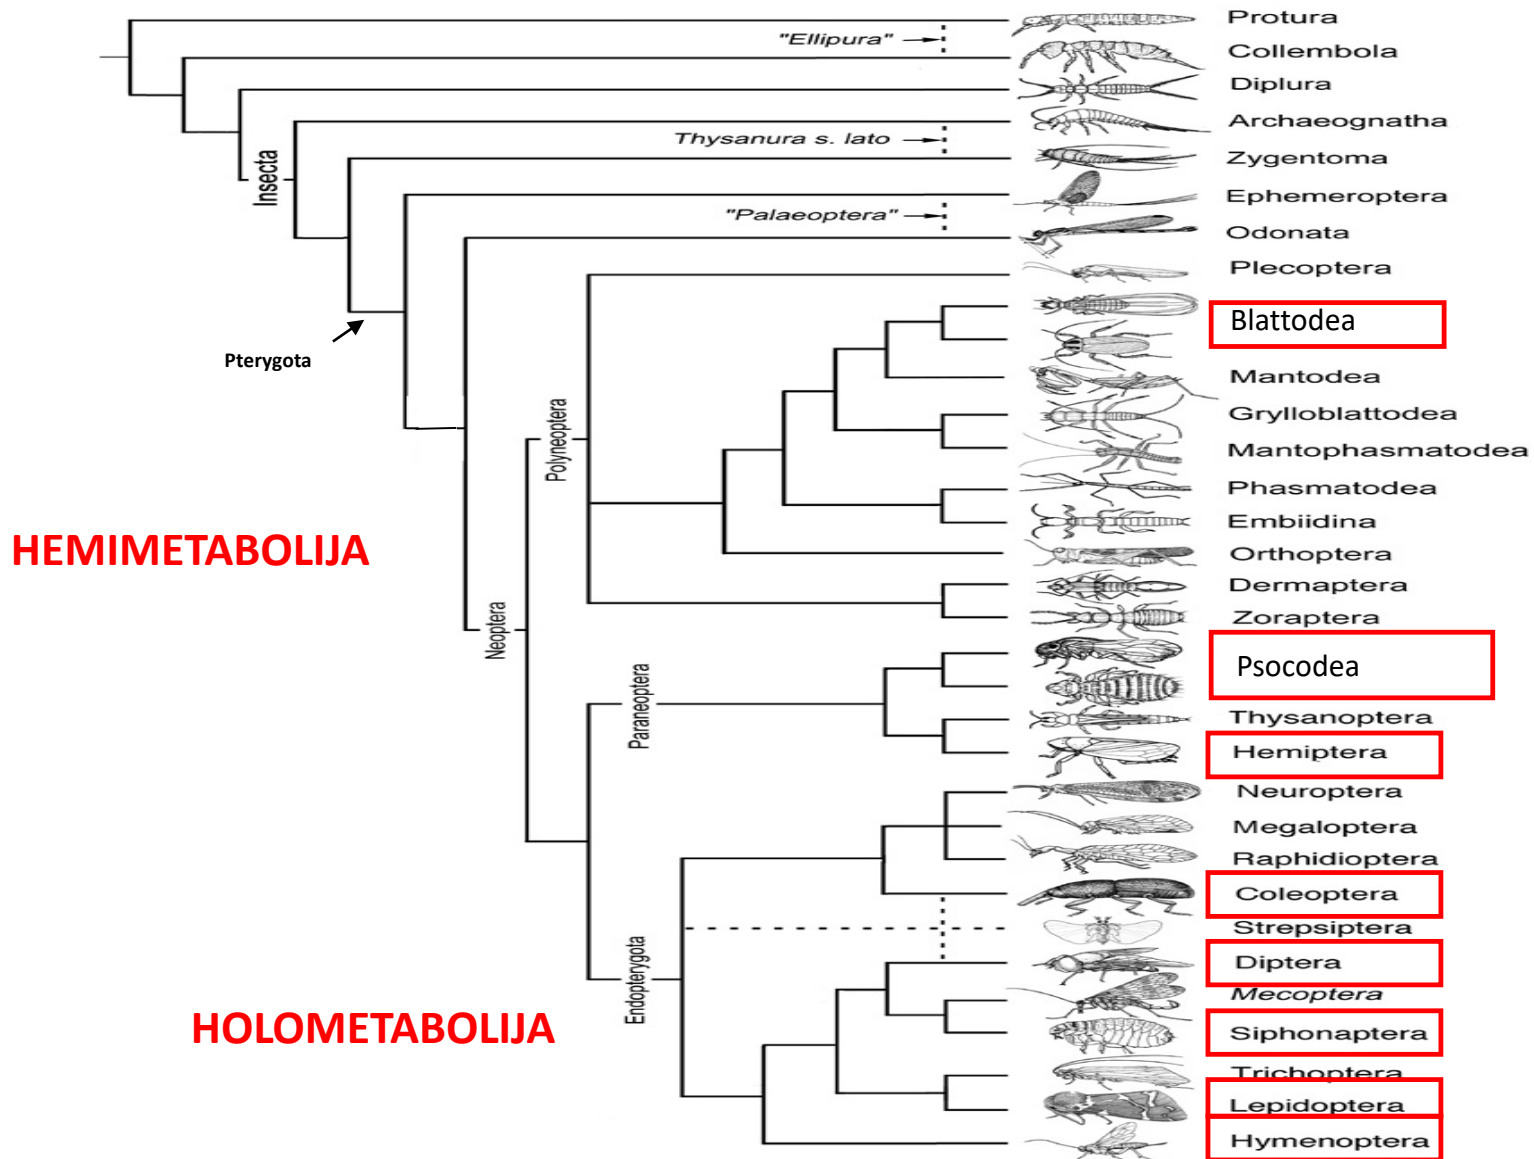 Protura
"Ellipura"
Collembola
Diplura
Archaeognatha
Thysanura s. lato
Zygentoma
Insecta
Ephemeroptera
"Palaeoptera"
Odonata
Plecoptera
Blattodea
Pterygota
Mantodea
Grylloblattodea
Polyneoptera
Mantophasmatodea
Phasmatodea
Embiidina
HEMIMETABOLIJA
Orthoptera
Dermaptera
Zoraptera
Neoptera
Psocodea
Paraneoptera
Thysanoptera
Hemiptera
Neuroptera
Megaloptera
Raphidioptera
Coleoptera
Strepsiptera
Diptera
Endopterygota
Mecoptera
HOLOMETABOLIJA
Siphonaptera
Trichoptera
Lepidoptera
Hymenoptera